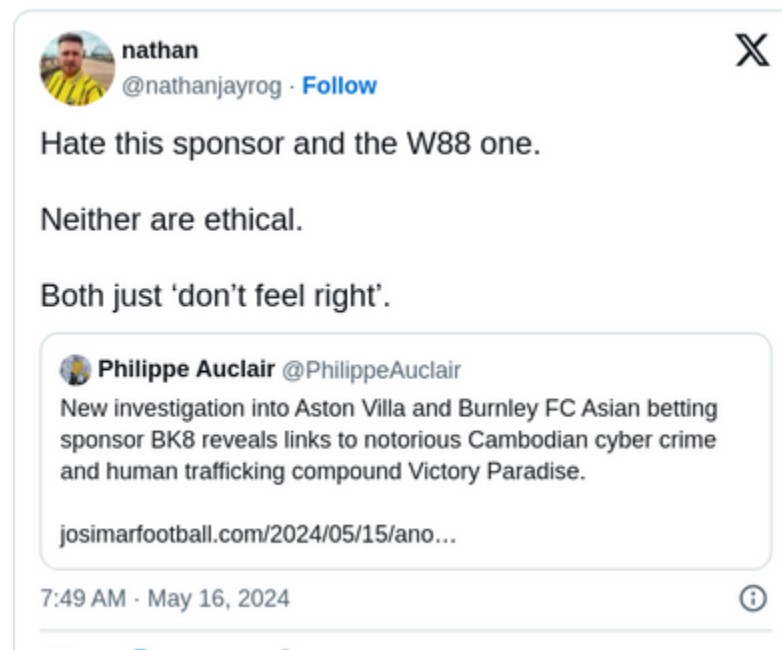 nathan
@nathanjayrog · Follow
Hate this sponsor and the W88 one.
Neither are ethical.
Both just ‘don’t feel right’.
Philippe Auclair @PhilippeAuclair
New investigation into Aston Villa and Burnley FC Asian betting
sponsor BK8 reveals links to notorious Cambodian cyber crime
and human trafficking compound Victory Paradise.
josimarfootball.com/2024/05/15/ano…
7:49 AM · May 16, 2024